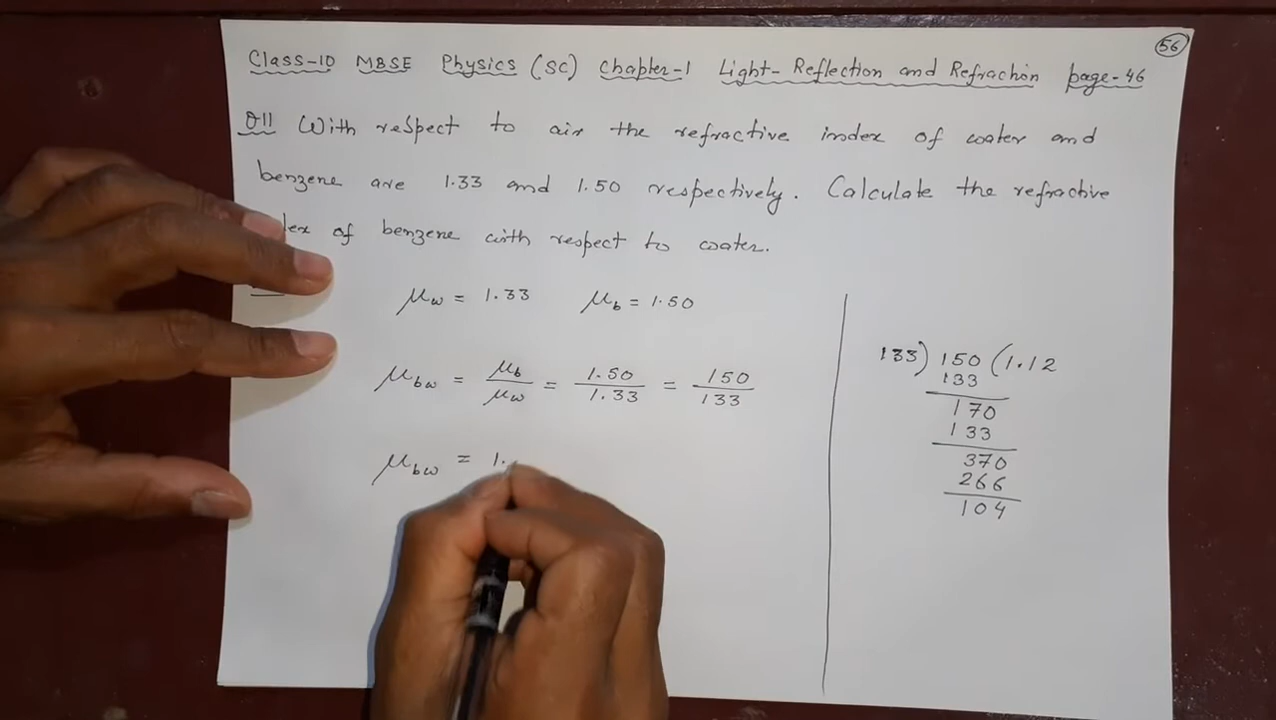 56
Class-10 MBSE Physics (SC) Chapter-1 Light-Reflection and Refraction page-46
Q11 With respect to air the refractive index of water and
benzene are 1.33 and 1.50 respectively. Calculate the refractive
dex of benzene with respect to water.
μw = 1.33 μb = 1.50
μbw = μb/μw = 1.50/1.33 = 150/133
μbw = 1.
133) 150 (1.12
133
170
133
370
266
104